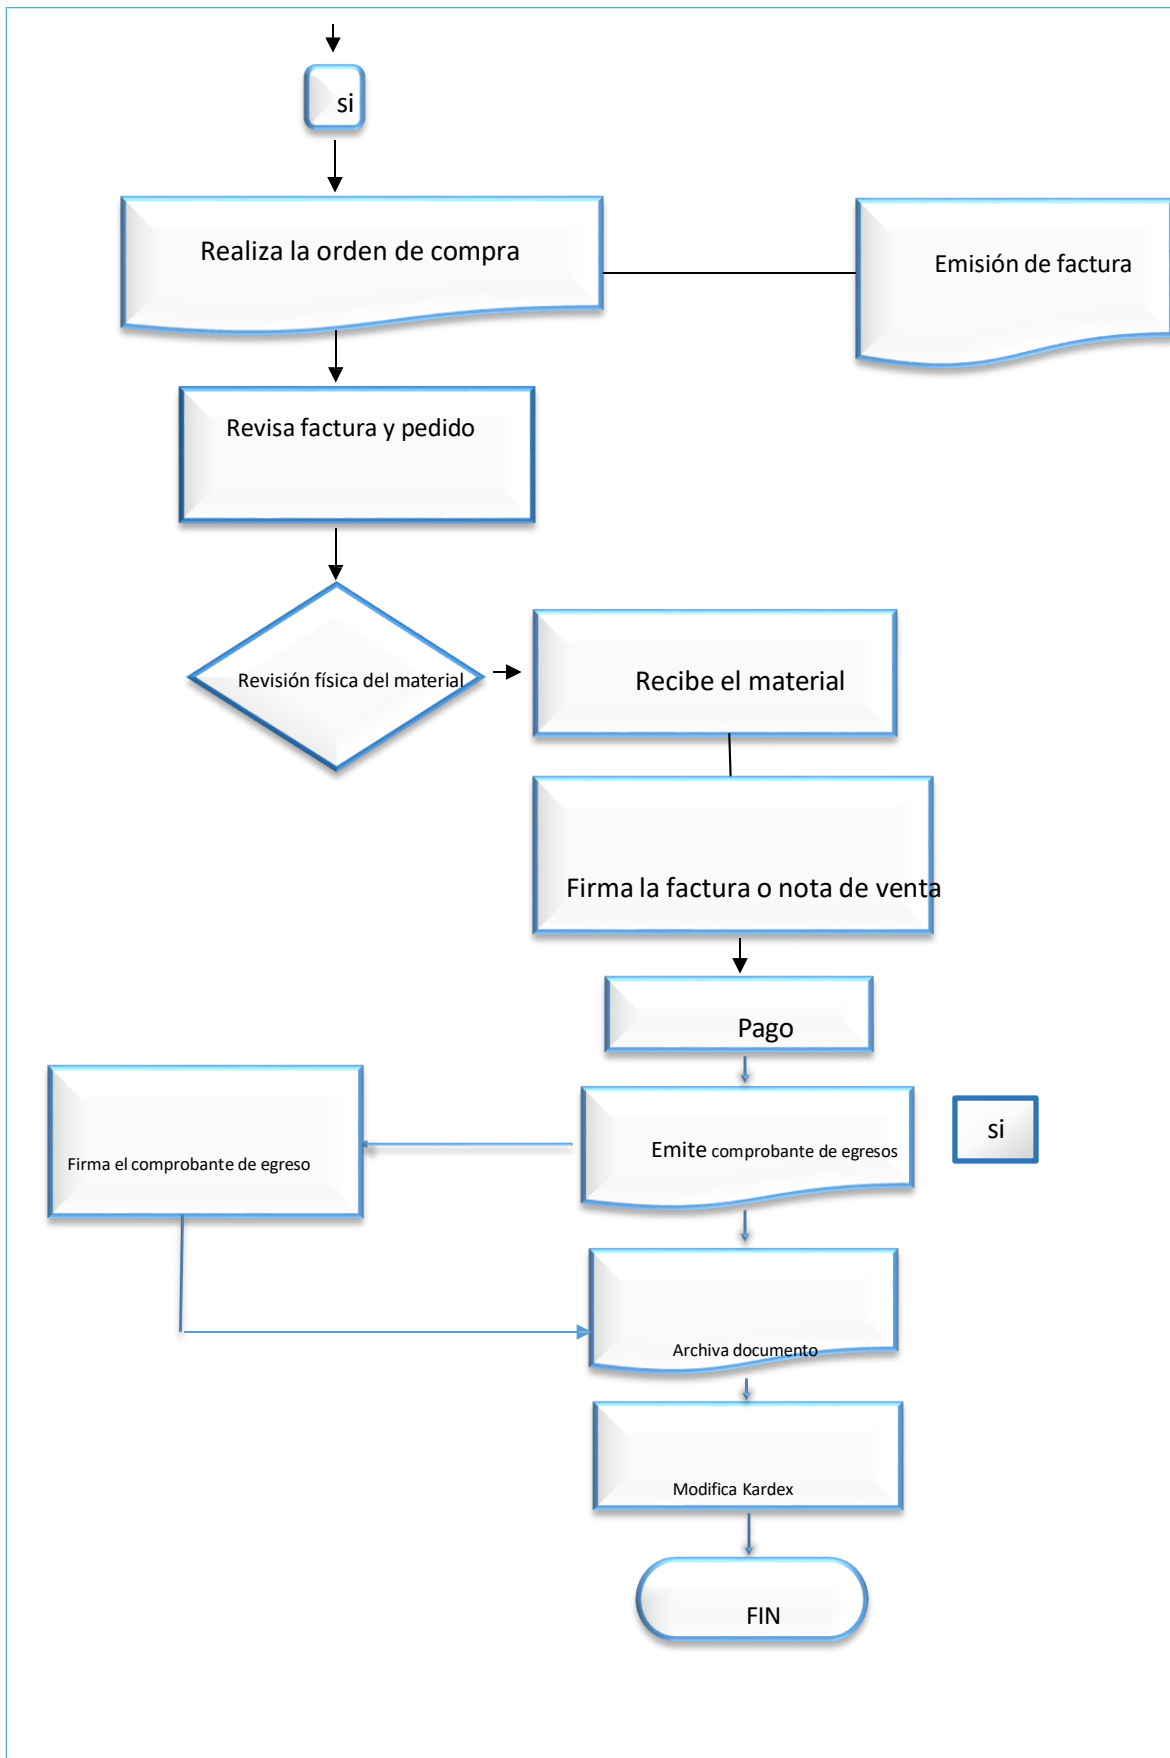 si
Realiza la orden de compra
Emisión de factura
Revisa factura y pedido
Revisión física del material
Recibe el material
Firma la factura o nota de venta
Pago
Emite comprobante de egresos
si
Firma el comprobante de egreso
Archiva documento
Modifica Kardex
FIN